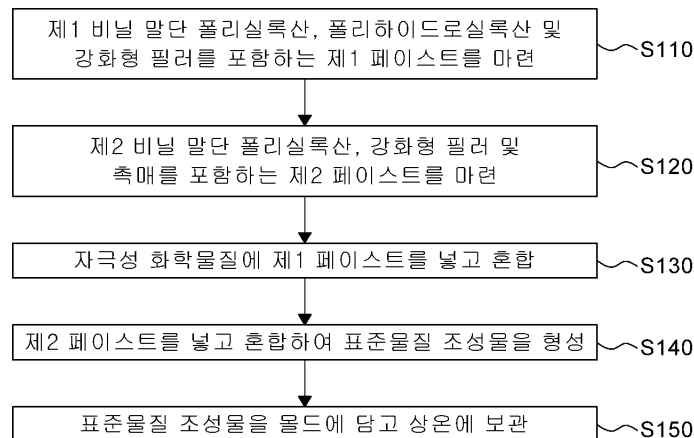 제1 비닐 말단 폴리실록산, 폴리하이드로실록산 및
강화형 필러를 포함하는 제1 페이스트를 마련
S110
제2 비닐 말단 폴리실록산, 강화형 필러 및
촉매를 포함하는 제2 페이스트를 마련
S120
자극성 화학물질에 제1 페이스트를 넣고 혼합
S130
제2 페이스트를 넣고 혼합하여 표준물질 조성물을 형성
S140
표준물질 조성물을 몰드에 담고 상온에 보관
S150